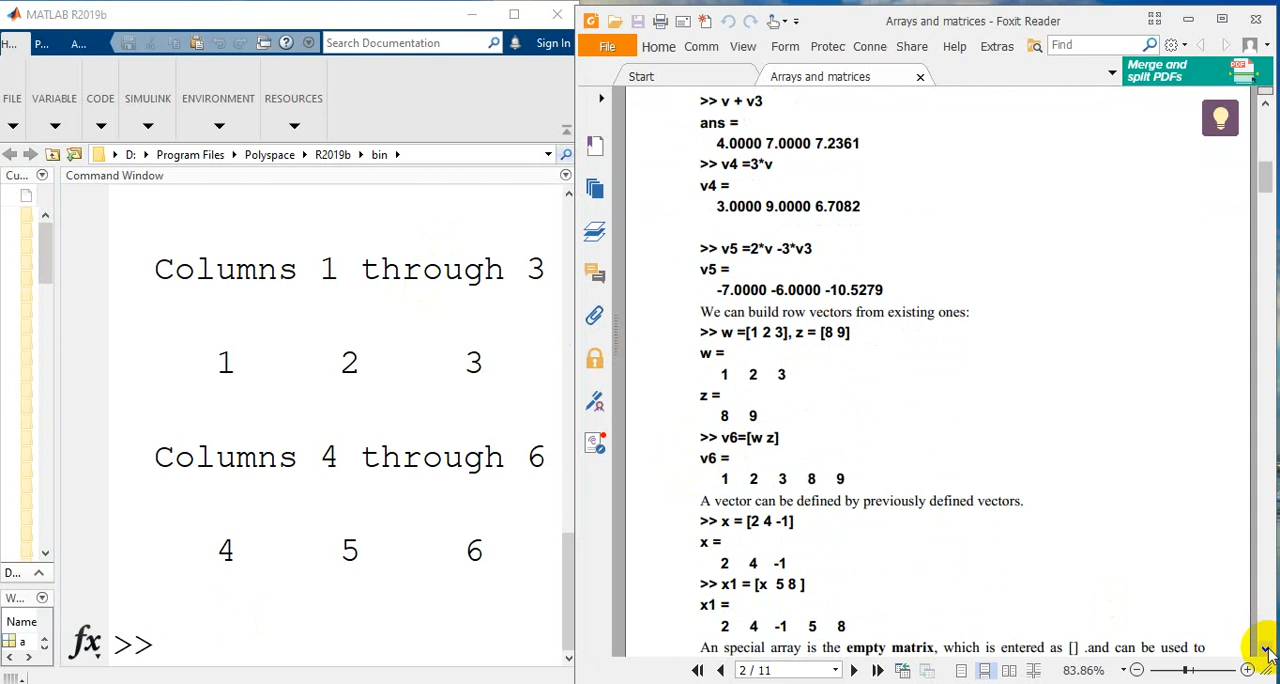 MATLAB R2019b
H...
P...
A...
Search Documentation
Sign In
FILE
VARIABLE
CODE
SIMULINK
ENVIRONMENT
RESOURCES
D:
Program Files
Polyspace
R2019b
bin
Cu...
Command Window
Columns 1 through 3
1 2 3
Columns 4 through 6
4 5 6
fx >>
D...
W...
Name
a
Arrays and matrices - Foxit Reader
File
Home
Comm
View
Form
Protec
Conne
Share
Help
Extras
Find
Start
Arrays and matrices
Merge and
split PDFs
PDF
>> v + v3
ans =
4.0000 7.0000 7.2361
>> v4 =3*v
v4 =
3.0000 9.0000 6.7082
>> v5 =2*v -3*v3
v5 =
-7.0000 -6.0000 -10.5279
We can build row vectors from existing ones:
>> w =[1 2 3], z = [8 9]
w =
1 2 3
z =
8 9
>> v6=[w z]
v6 =
1 2 3 8 9
A vector can be defined by previously defined vectors.
>> x = [2 4 -1]
x =
2 4 -1
>> x1 = [x 5 8 ]
x1 =
2 4 -1 5 8
An special array is the empty matrix, which is entered as [] .and can be used to
2 / 11
83.86%